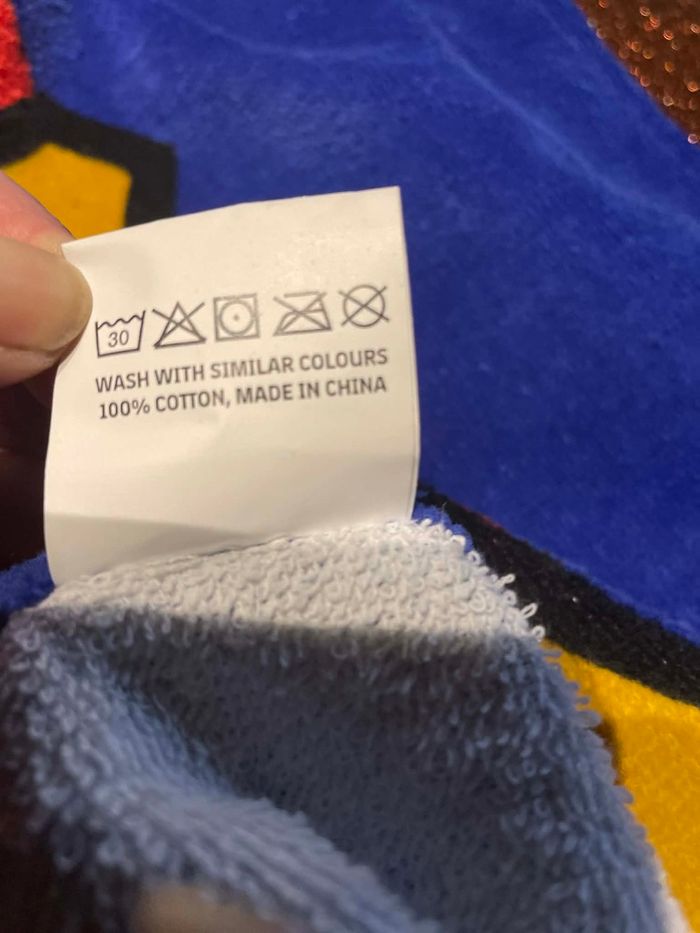 30
WASH WITH SIMILAR COLOURS
100% COTTON, MADE IN CHINA